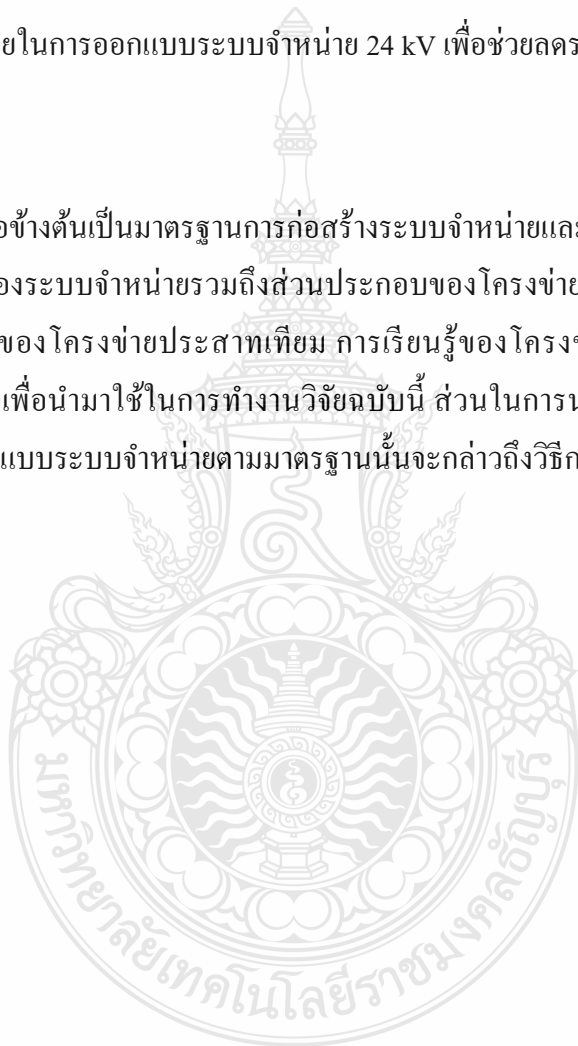 ยในการออกแบบระบบจำหน่าย 24 kV เพื่อช่วยลดร
อข้างต้นเป็นมาตรฐานการก่อสร้างระบบจำหน่ายและ
องระบบจำหน่ายรวมถึงส่วนประกอบของโครงข่าย
ของโครงข่ายประสาทเทียม การเรียนรู้ของโครงข
เพื่อนำมาใช้ในการทำงานวิจัยฉบับนี้ ส่วนในการน
แบบระบบจำหน่ายตามมาตรฐานนั้นจะกล่าวถึงวิธีก
มหาวิทยาลัยเทคโนโลยีราชมงคลธัญบุรี